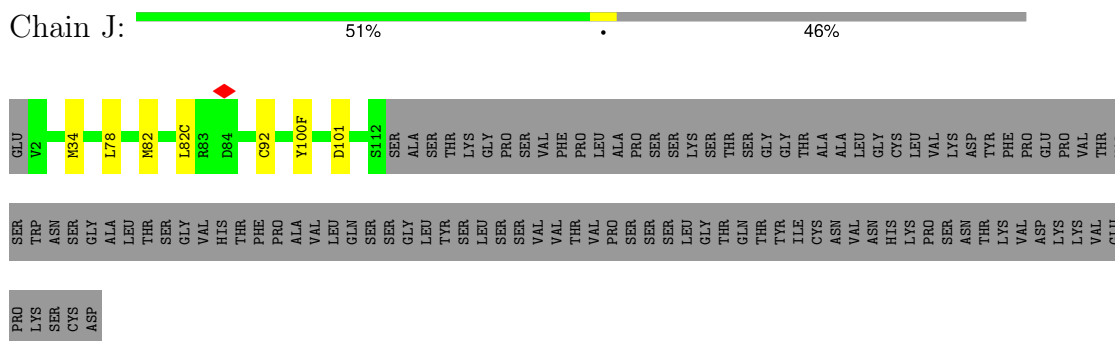 Chain J:
51% • 46%
GLU V2 M34 L78 M82 L82C R83 D84 C92 Y100F D101 S112 SER ALA SER THR LYS GLY PRO SER VAL PHE PRO LEU ALA PRO SER SER LYS SER THR SER GLY GLY THR ALA ALA LEU GLY CYS LEU VAL LYS ASP TYR PHE PRO GLU PRO VAL THR
SER TRP ASN SER GLY ALA LEU THR SER GLY VAL HIS THR PHE PRO ALA VAL LEU GLN SER SER GLY LEU TYR SER LEU SER SER VAL VAL THR VAL PRO SER SER SER LEU GLY THR GLN THR TYR ILE CYS ASN VAL ASN HIS LYS PRO SER ASN THR LYS VAL ASP LYS LYS VAL GLU
PRO LYS SER CYS ASP